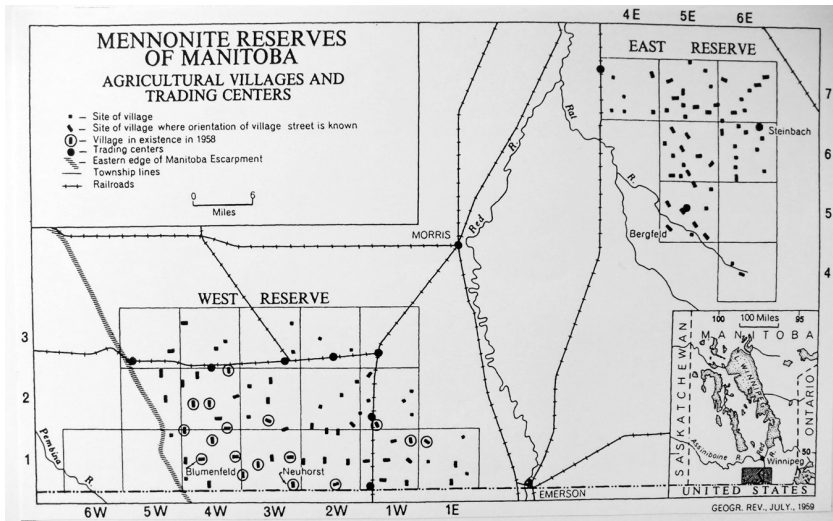 MENNONITE RESERVES
OF MANITOBA
AGRICULTURAL VILLAGES AND
TRADING CENTERS
– Site of village
– Site of village where orientation of village street is known
– Village in existence in 1958
– Trading centers
– Eastern edge of Manitoba Escarpment
– Township lines
– Railroads
0 6
Miles
4E 5E 6E
EAST RESERVE
7
Steinbach
6
Rat
R.
R.
5
Red
MORRIS
Bergfeld
4
WEST RESERVE
3
2
1
Pembina
R.
Blumenfeld
Neuhorst
EMERSON
6W 5W 4W 3W 2W 1W 1E
100 100 Miles 95
MANITOBA
SASKATCHEWAN
WINNIPEG
ONTARIO
50
Assiniboine R.
Red
Winnipeg
UNITED STATES
GEOGR. REV., JULY, 1959